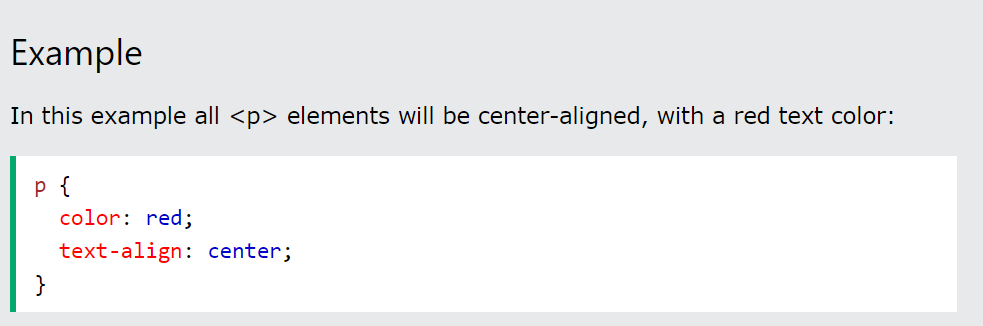 Example
In this example all <p> elements will be center-aligned, with a red text color:
p {
  color: red;
  text-align: center;
}